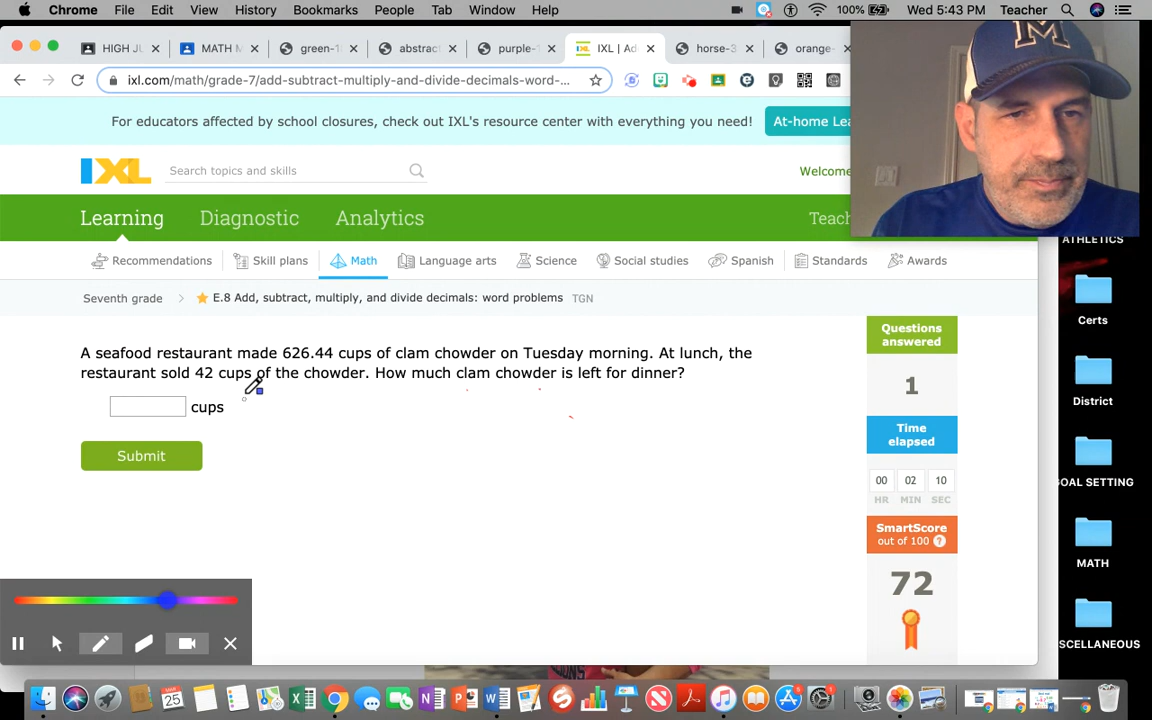 Chrome File Edit View History Bookmarks People Tab Window Help
100% Wed 5:43 PM Teacher
HIGH JU
MATH M
green-1
abstrac
purple-1
IXL | Ad
horse-3
orange-
ixl.com/math/grade-7/add-subtract-multiply-and-divide-decimals-word-...
For educators affected by school closures, check out IXL's resource center with everything you need!
At-home Lea
IXL
Search topics and skills
Welcome
M
Learning Diagnostic Analytics
Teach
ATHLETICS
Recommendations Skill plans Math Language arts Science Social studies Spanish Standards Awards
Seventh grade > E.8 Add, subtract, multiply, and divide decimals: word problems TGN
A seafood restaurant made 626.44 cups of clam chowder on Tuesday morning. At lunch, the
restaurant sold 42 cups of the chowder. How much clam chowder is left for dinner?
cups
Submit
Questions
answered
1
Time
elapsed
00 02 10
HR MIN SEC
SmartScore
out of 100 ?
72
Certs
District
GOAL SETTING
MATH
SCELLANEOUS
MAR
25